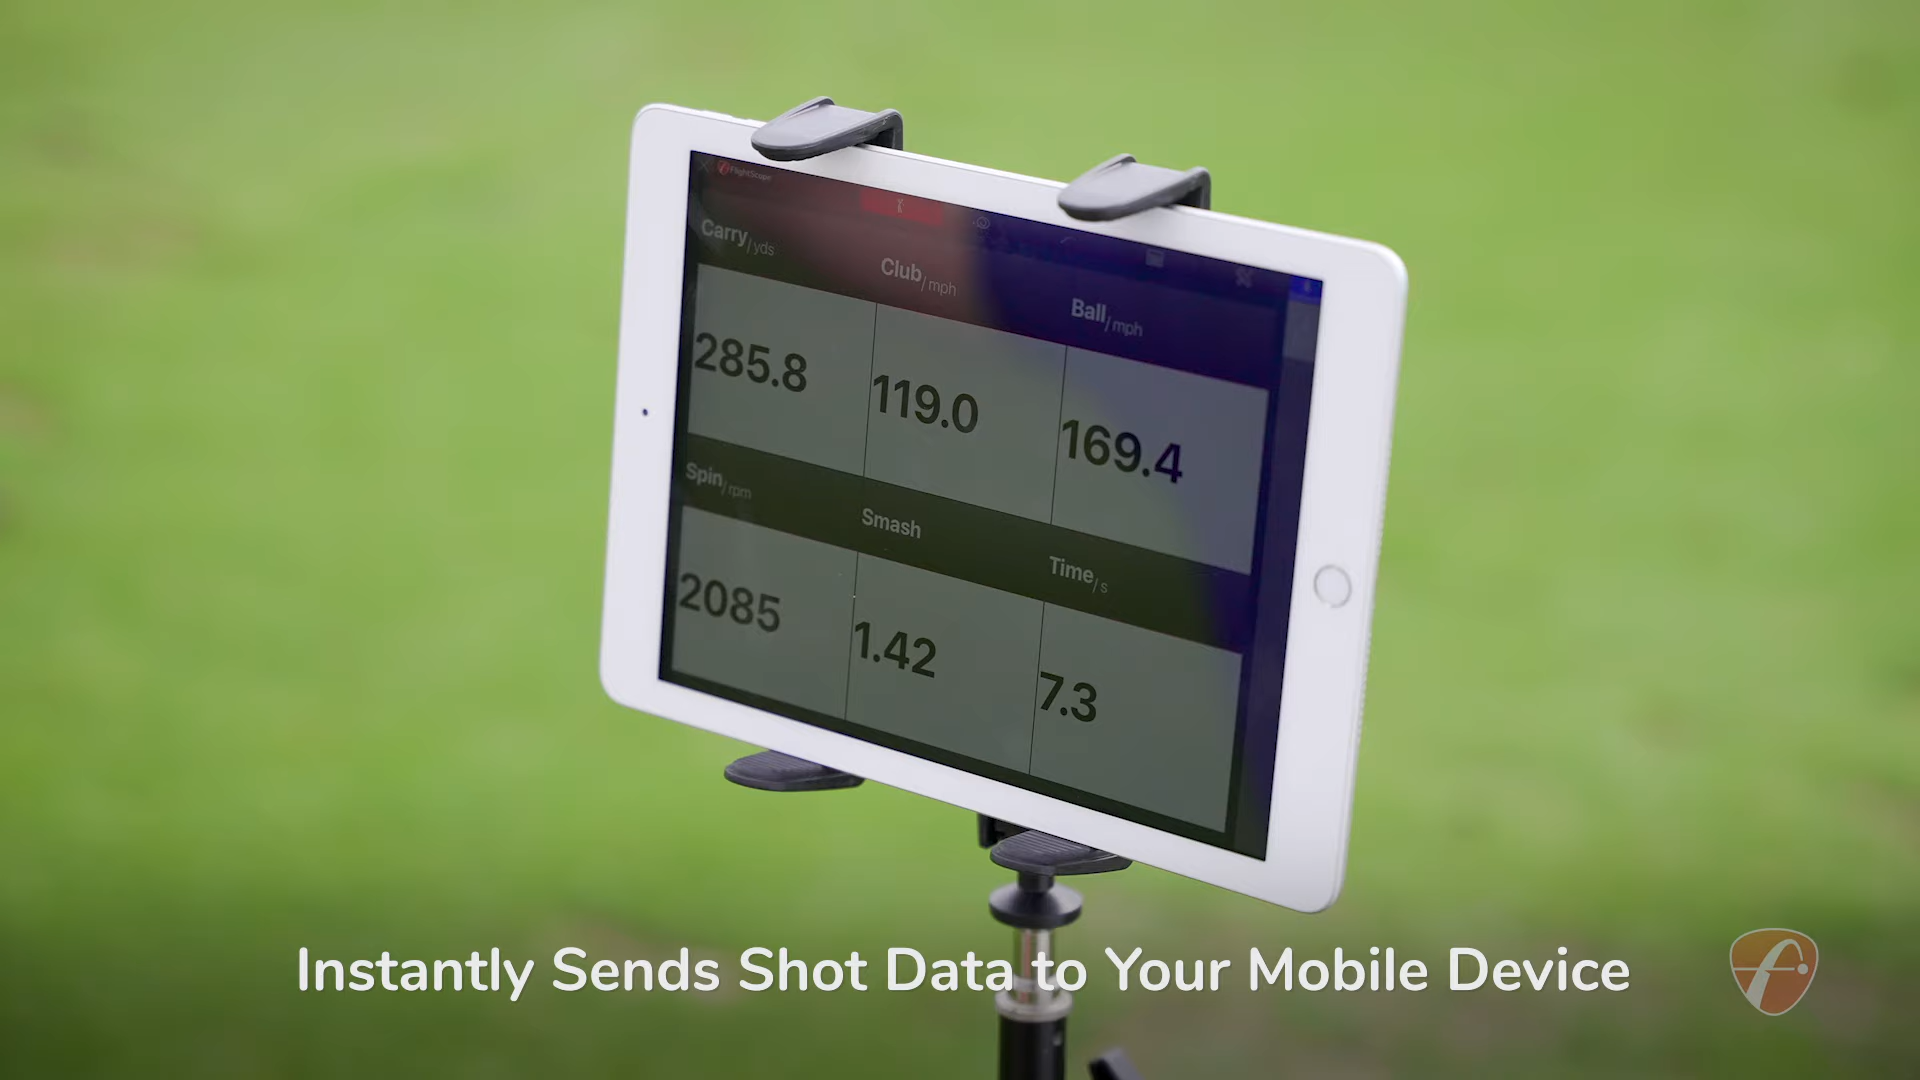 FlightScope
Carry/yds
Club/mph
Ball/mph
285.8
119.0
169.4
Spin/rpm
Smash
Time/s
2085
1.42
7.3
Instantly Sends Shot Data to Your Mobile Device